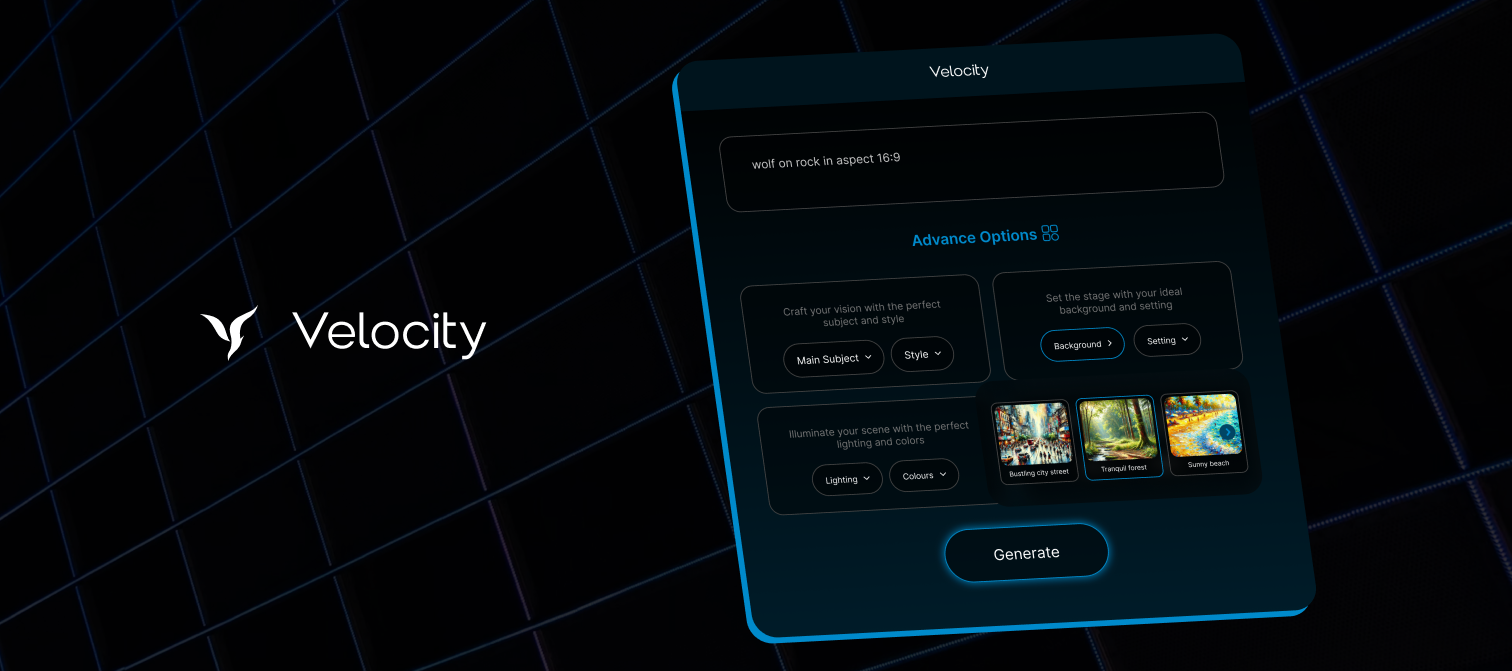 Velocity
Velocity
wolf on rock in aspect 16:9
Advance Options
Craft your vision with the perfect
subject and style
Main Subject
Style
Set the stage with your ideal
background and setting
Background
Setting
Illuminate your scene with the perfect
lighting and colors
Lighting
Colours
Bustling city street
Tranquil forest
Sunny beach
Generate